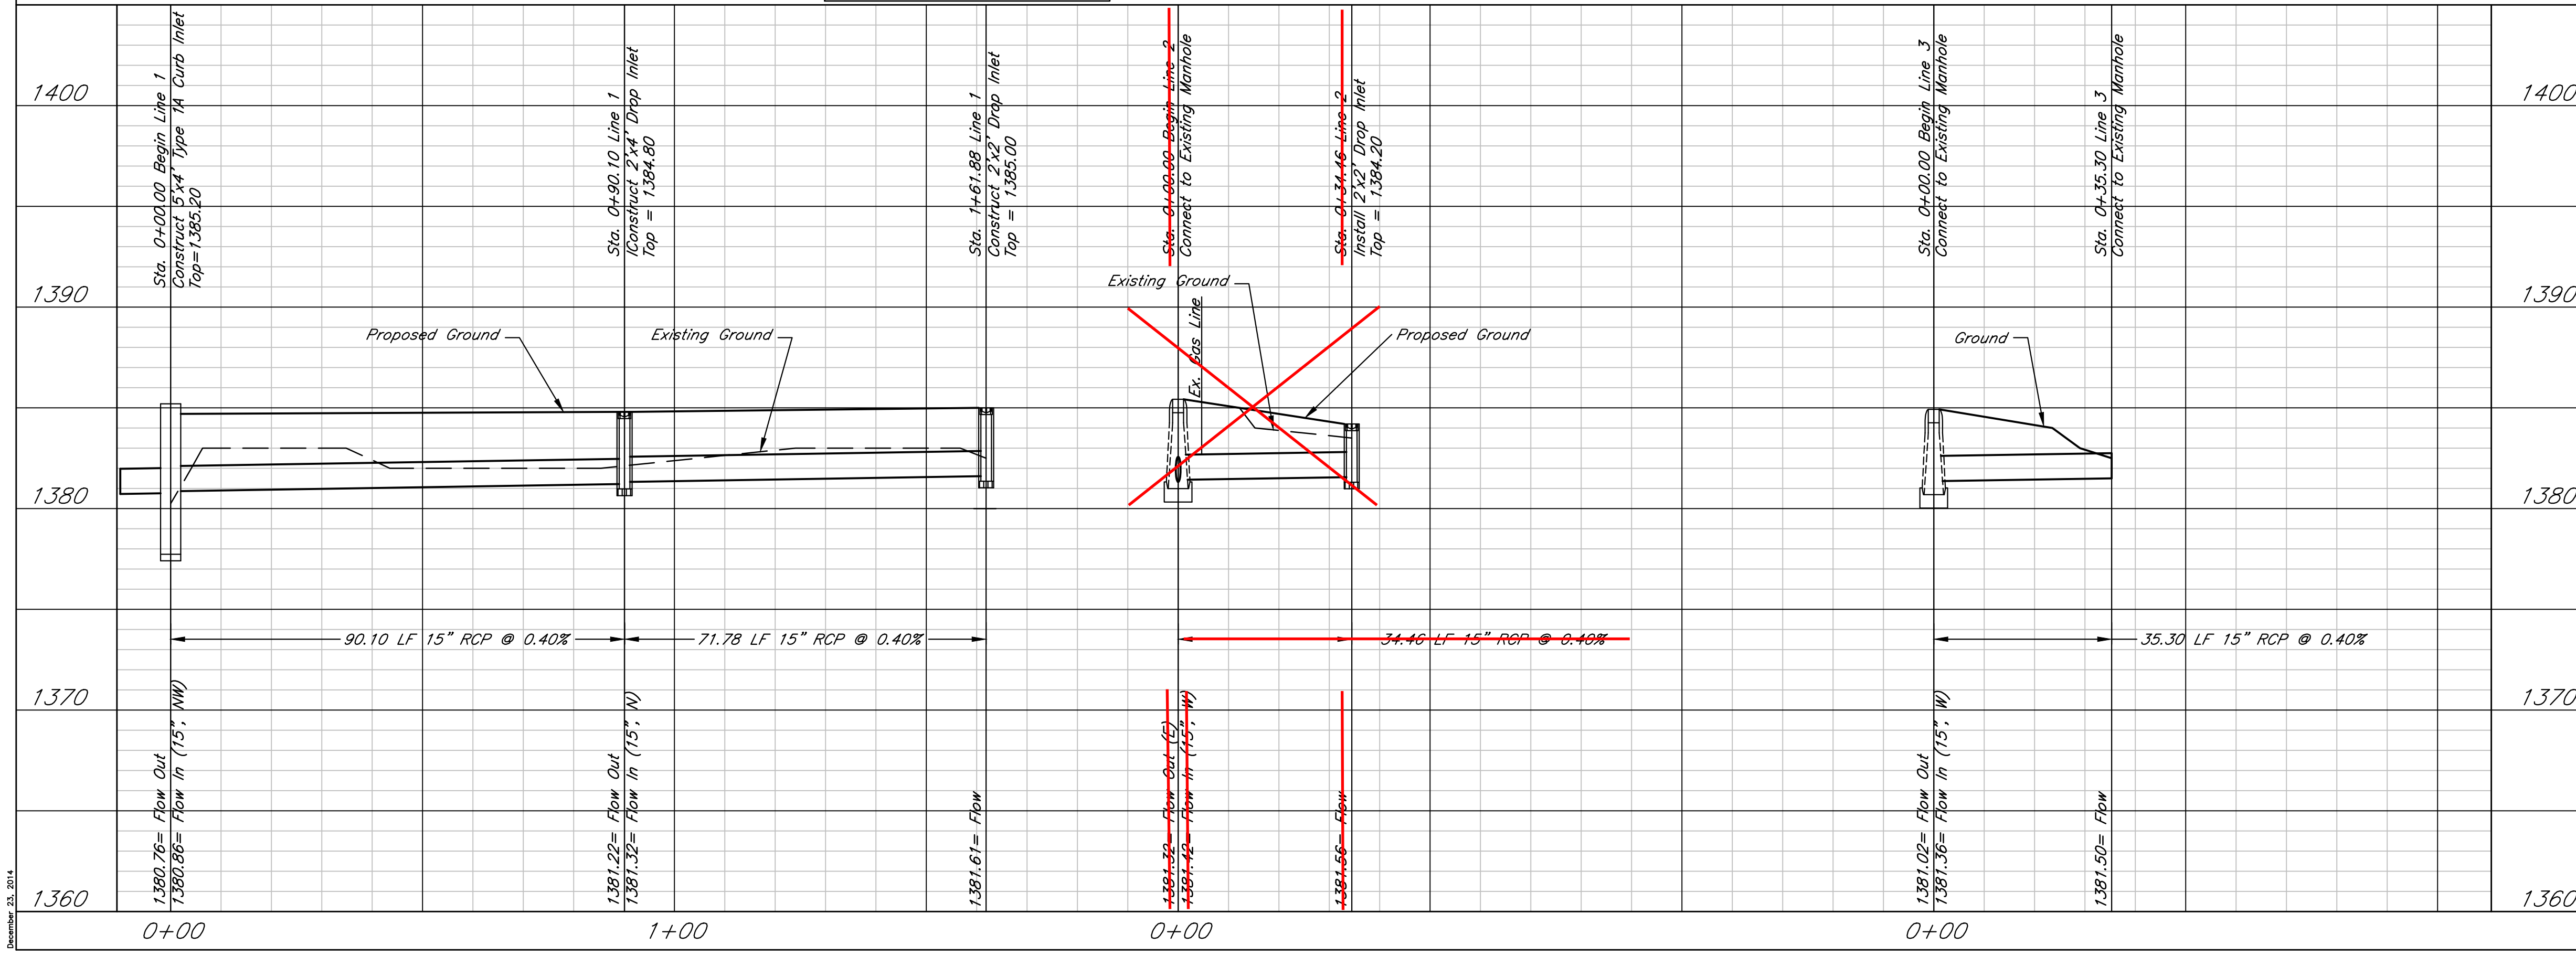 Sta. 0+00.00 Begin Line 1
Construct 5'x4' Type 1A Curb Inlet
Top=1385.20
Sta. 0+90.10 Line 1
(Construct 2'x4' Drop Inlet
Top = 1384.80
Sta. 1+61.88 Line 1
Construct 2'x2' Drop Inlet
Top = 1385.00
Sta. 0+00.00 Begin Line 2
Connect to Existing Manhole
Sta. 0+34.46 Line 2
Install 2'x2' Drop Inlet
Top = 1384.20
Sta. 0+00.00 Begin Line 3
Connect to Existing Manhole
Sta. 0+35.30 Line 3
Connect to Existing Manhole
1400
1400
1390
1390
Existing Ground
Ex. Gas Line
Proposed Ground
Existing Ground
Proposed Ground
Ground
1380
1380
90.10 LF 15" RCP @ 0.40%
71.78 LF 15" RCP @ 0.40%
34.46 LF 15" RCP @ 0.40%
35.30 LF 15" RCP @ 0.40%
1370
1370
1380.76= Flow Out
1380.86= Flow In (15", NW)
1381.22= Flow Out
1381.32= Flow In (15", N)
1381.61= Flow
1381.32= Flow Out (E)
1381.42= Flow In (15", W)
1381.56= Flow
1381.02= Flow Out
1381.36= Flow In (15", W)
1381.50= Flow
1360
1360
0+00
1+00
0+00
0+00
December 23, 2014